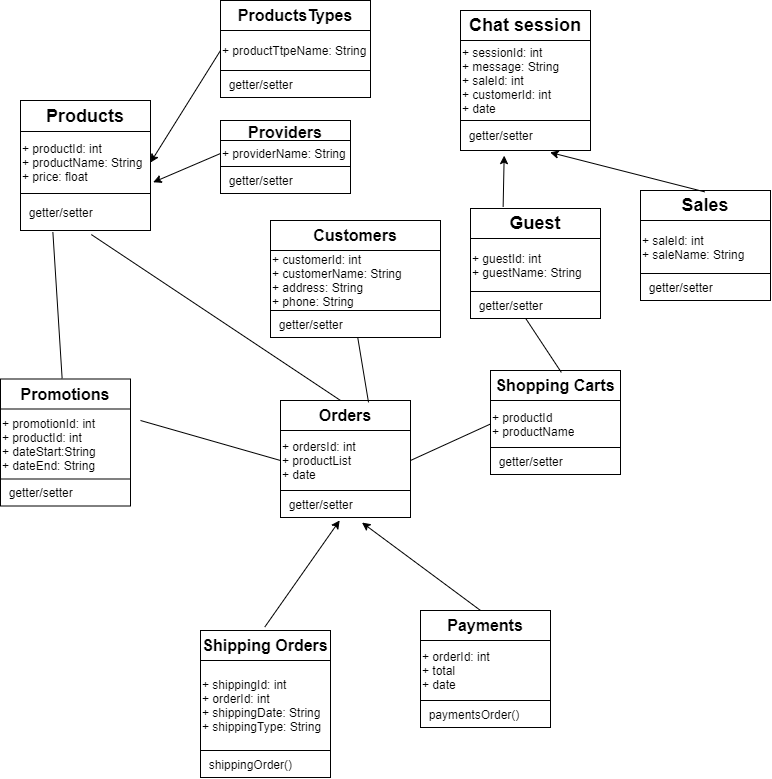 ProductsTypes
+ productTtpeName: String
getter/setter
Chat session
+ sessionId: int
+ message: String
+ saleId: int
+ customerId: int
+ date
getter/setter
Products
+ productId: int
+ productName: String
+ price: float
getter/setter
Providers
+ providerName: String
getter/setter
Customers
+ customerId: int
+ customerName: String
+ address: String
+ phone: String
getter/setter
Guest
+ guestId: int
+ guestName: String
getter/setter
Sales
+ saleId: int
+ saleName: String
getter/setter
Promotions
+ promotionId: int
+ productId: int
+ dateStart:String
+ dateEnd: String
getter/setter
Orders
+ ordersId: int
+ productList
+ date
getter/setter
Shopping Carts
+ productId
+ productName
getter/setter
Shipping Orders
+ shippingId: int
+ orderId: int
+ shippingDate: String
+ shippingType: String
shippingOrder()
Payments
+ orderId: int
+ total
+ date
paymentsOrder()